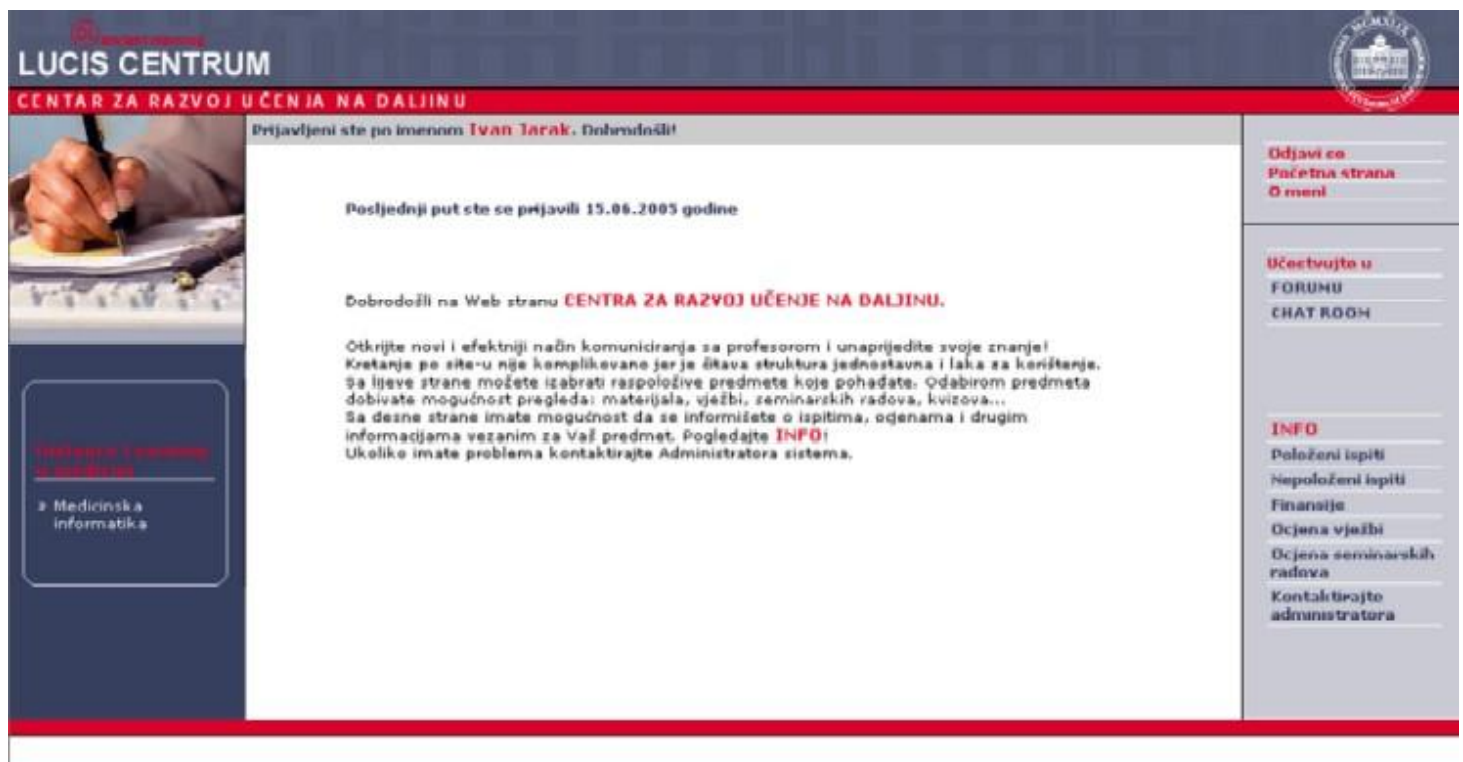 LUCIS CENTRUM
CENTAR ZA RAZVOJ UČENJA NA DALJINU
Prijavljeni ste po imenom Ivan Jarak. Dobrodošli!
Posljednji put ste se prijavili 15.06.2005 godine
Dobrodošli na Web stranu CENTRA ZA RAZVOJ UČENJE NA DALJINU.
Otkrijte novi i efektniji način komuniciranja sa profesorom i unaprijedite svoje znanje!
Kretanje po site-u nije komplikovano jer je čitava struktura jednostavna i laka za korištenje.
Sa lijeve strane možete izabrati raspoložive predmete koje pohađate. Odabirom predmeta
dobivate mogućnost pregleda: materijala, vježbi, seminarskih radova, kvizova...
Sa desne strane imate mogućnost da se informišete o ispitima, ocjenama i drugim
informacijama vezanim za Vaš predmet. Pogledajte INFO!
Ukoliko imate problema kontaktirajte Administratora sistema.
» Medicinska
informatika
Odjavi se
Početna strana
O meni
Učestvujte u
FORUMU
CHAT ROOM
INFO
Položeni ispiti
Nepoloženi ispiti
Finansije
Ocjena vježbi
Ocjena seminarskih
radova
Kontaktirajte
administratora